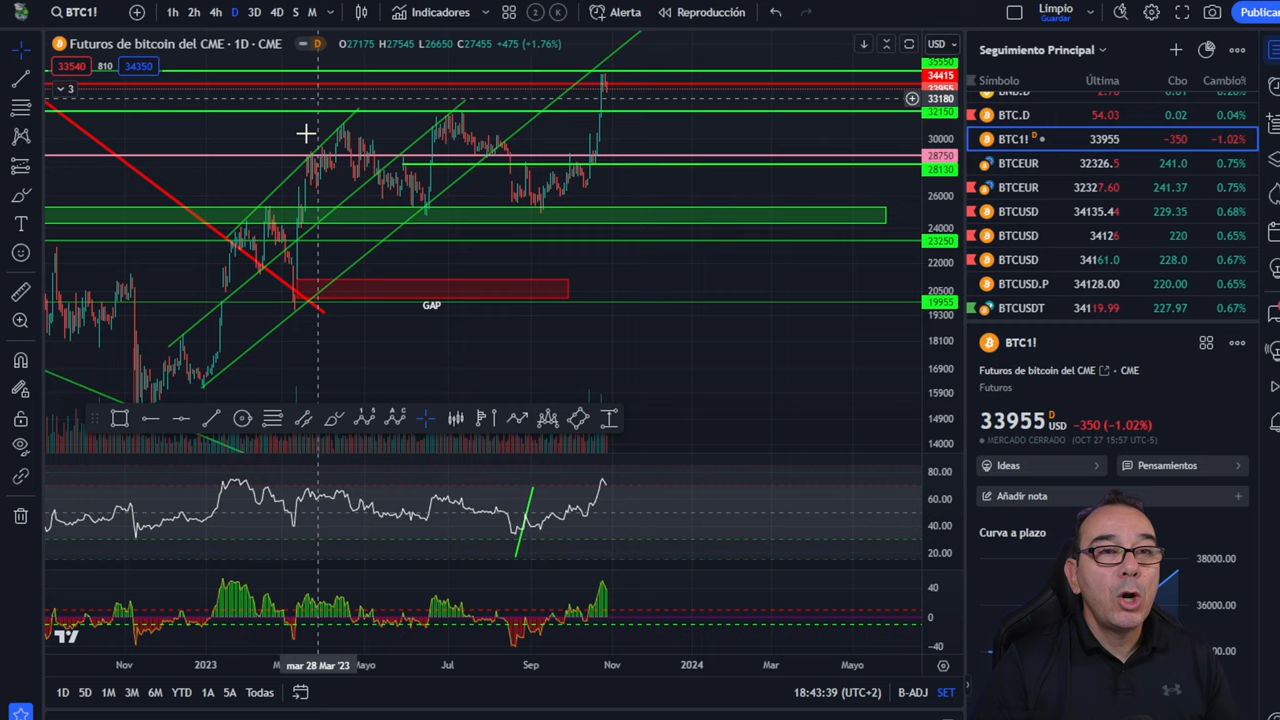 BTC1!
1h 2h 4h D 3D 4D S M
Indicadores
2 K
Alerta
Reproducción
Limpio
Guardar
Publicar
Futuros de bitcoin del CME · 1D · CME
D
O27175 H27545 L26650 C27455 +475 (+1.76%)
USD
33540 810 34350
3
GAP
35550
34415
33955
33180
32150
30000
28750
28130
26000
24000
23250
22000
20500
19955
19300
18100
16900
15900
14900
14000
80.00
60.00
40.00
20.00
40
0
−40
Nov 2023 mar 28 Mar '23 Mayo Jul Sep Nov 2024 Mar Mayo
1D 5D 1M 3M 6M YTD 1A 5A Todas
18:43:39 (UTC+2) B-ADJ SET
Seguimiento Principal
Símbolo Última Cbo Cambio%
BTC.D 54.03 0.02 0.04%
BTC1! D 33955 −350 −1.02%
BTCEUR 32326.5 241.0 0.75%
BTCEUR 32327.60 241.37 0.75%
BTCUSD 34135.44 229.35 0.68%
BTCUSD 34126 220 0.65%
BTCUSD 34161.0 228.0 0.67%
BTCUSD.P 34128.00 220.00 0.65%
BTCUSDT 34119.99 227.97 0.67%
BTC1!
Futuros de bitcoin del CME · CME
Futuros
33955 D USD −350 (−1.02%)
MERCADO CERRADO (OCT 27 15:57 UTC-5)
Ideas
Pensamientos
Añadir nota
Curva a plazo
38000.00
36000.00